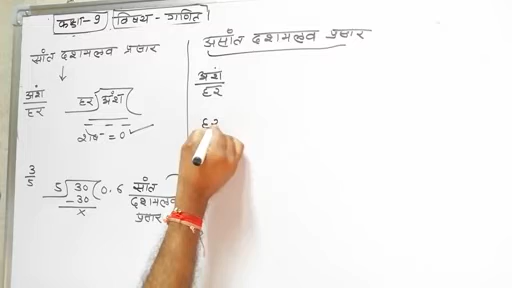 कक्षा-9 विषय - गणित
सांत दशमलव प्रसार
अंश
हर
हर अंश
शेष = 0
3
5
5 30 0.6 सांत
-30 दशमलव
x प्रसार
असांत दशमलव प्रसार
अंश
हर
हर